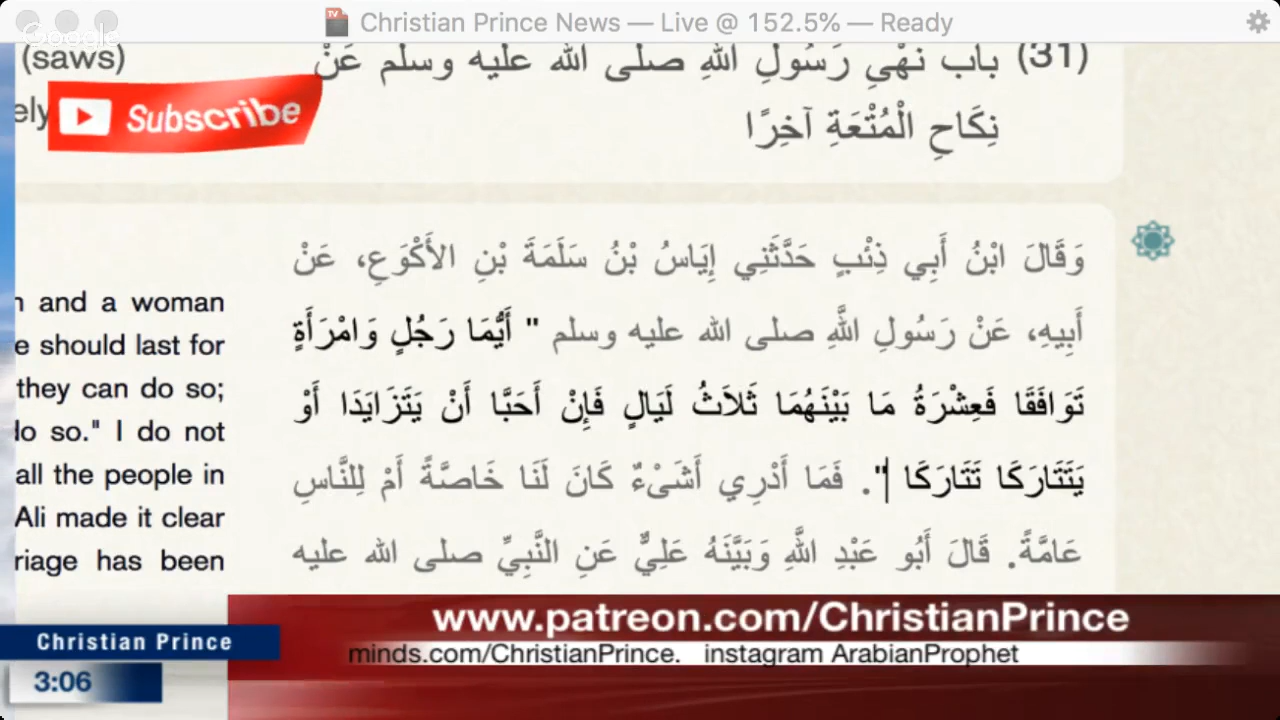 Christian Prince News — Live @ 152.5% — Ready
Google
(saws)
ely
Subscribe
(31) باب نَهْىِ رَسُولِ اللهِ صلى الله عليه وسلم عَنْ
نِكَاحِ الْمُتْعَةِ آخِرًا
وَقَالَ ابْنُ أَبِي ذِئْبٍ حَدَّثَنِي إِيَاسُ بْنُ سَلَمَةَ بْنِ الأَكْوَعِ، عَنْ
أَبِيهِ، عَنْ رَسُولِ اللَّهِ صلى الله عليه وسلم " أَيُّمَا رَجُلٍ وَامْرَأَةٍ
تَوَافَقَا فَعِشْرَةُ مَا بَيْنَهُمَا ثَلاَثُ لَيَالٍ فَإِنْ أَحَبَّا أَنْ يَتَزَايَدَا أَوْ
يَتَتَارَكَا تَتَارَكَا ". فَمَا أَدْرِي أَشَىْءٌ كَانَ لَنَا خَاصَّةً أَمْ لِلنَّاسِ
عَامَّةً. قَالَ أَبُو عَبْدِ اللَّهِ وَبَيَّنَهُ عَلِيٌّ عَنِ النَّبِيِّ صلى الله عليه
and a woman
e should last for
they can do so;
do so." I do not
all the people in
Ali made it clear
riage has been
www.patreon.com/ChristianPrince
Christian Prince
minds.com/ChristianPrince. instagram ArabianProphet
3:06